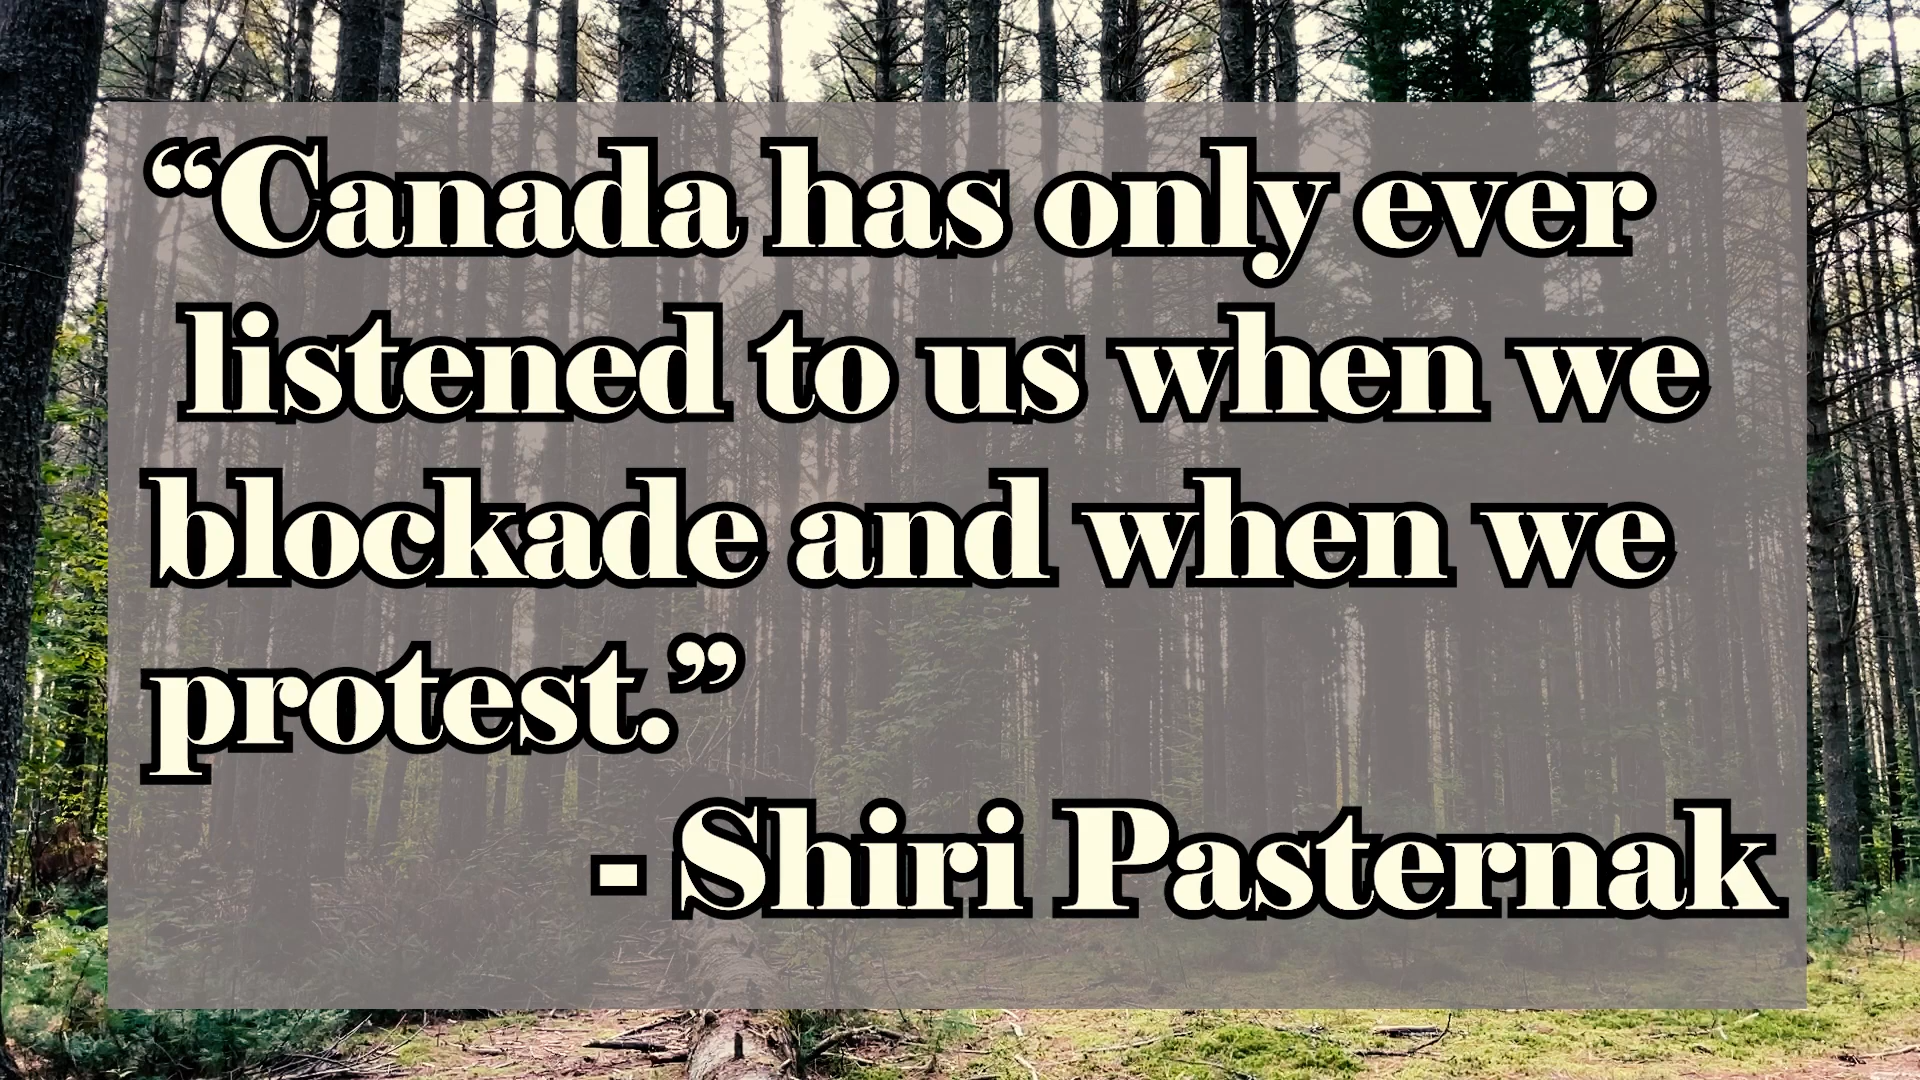 “Canada has only ever
listened to us when we
blockade and when we
protest.”
- Shiri Pasternak